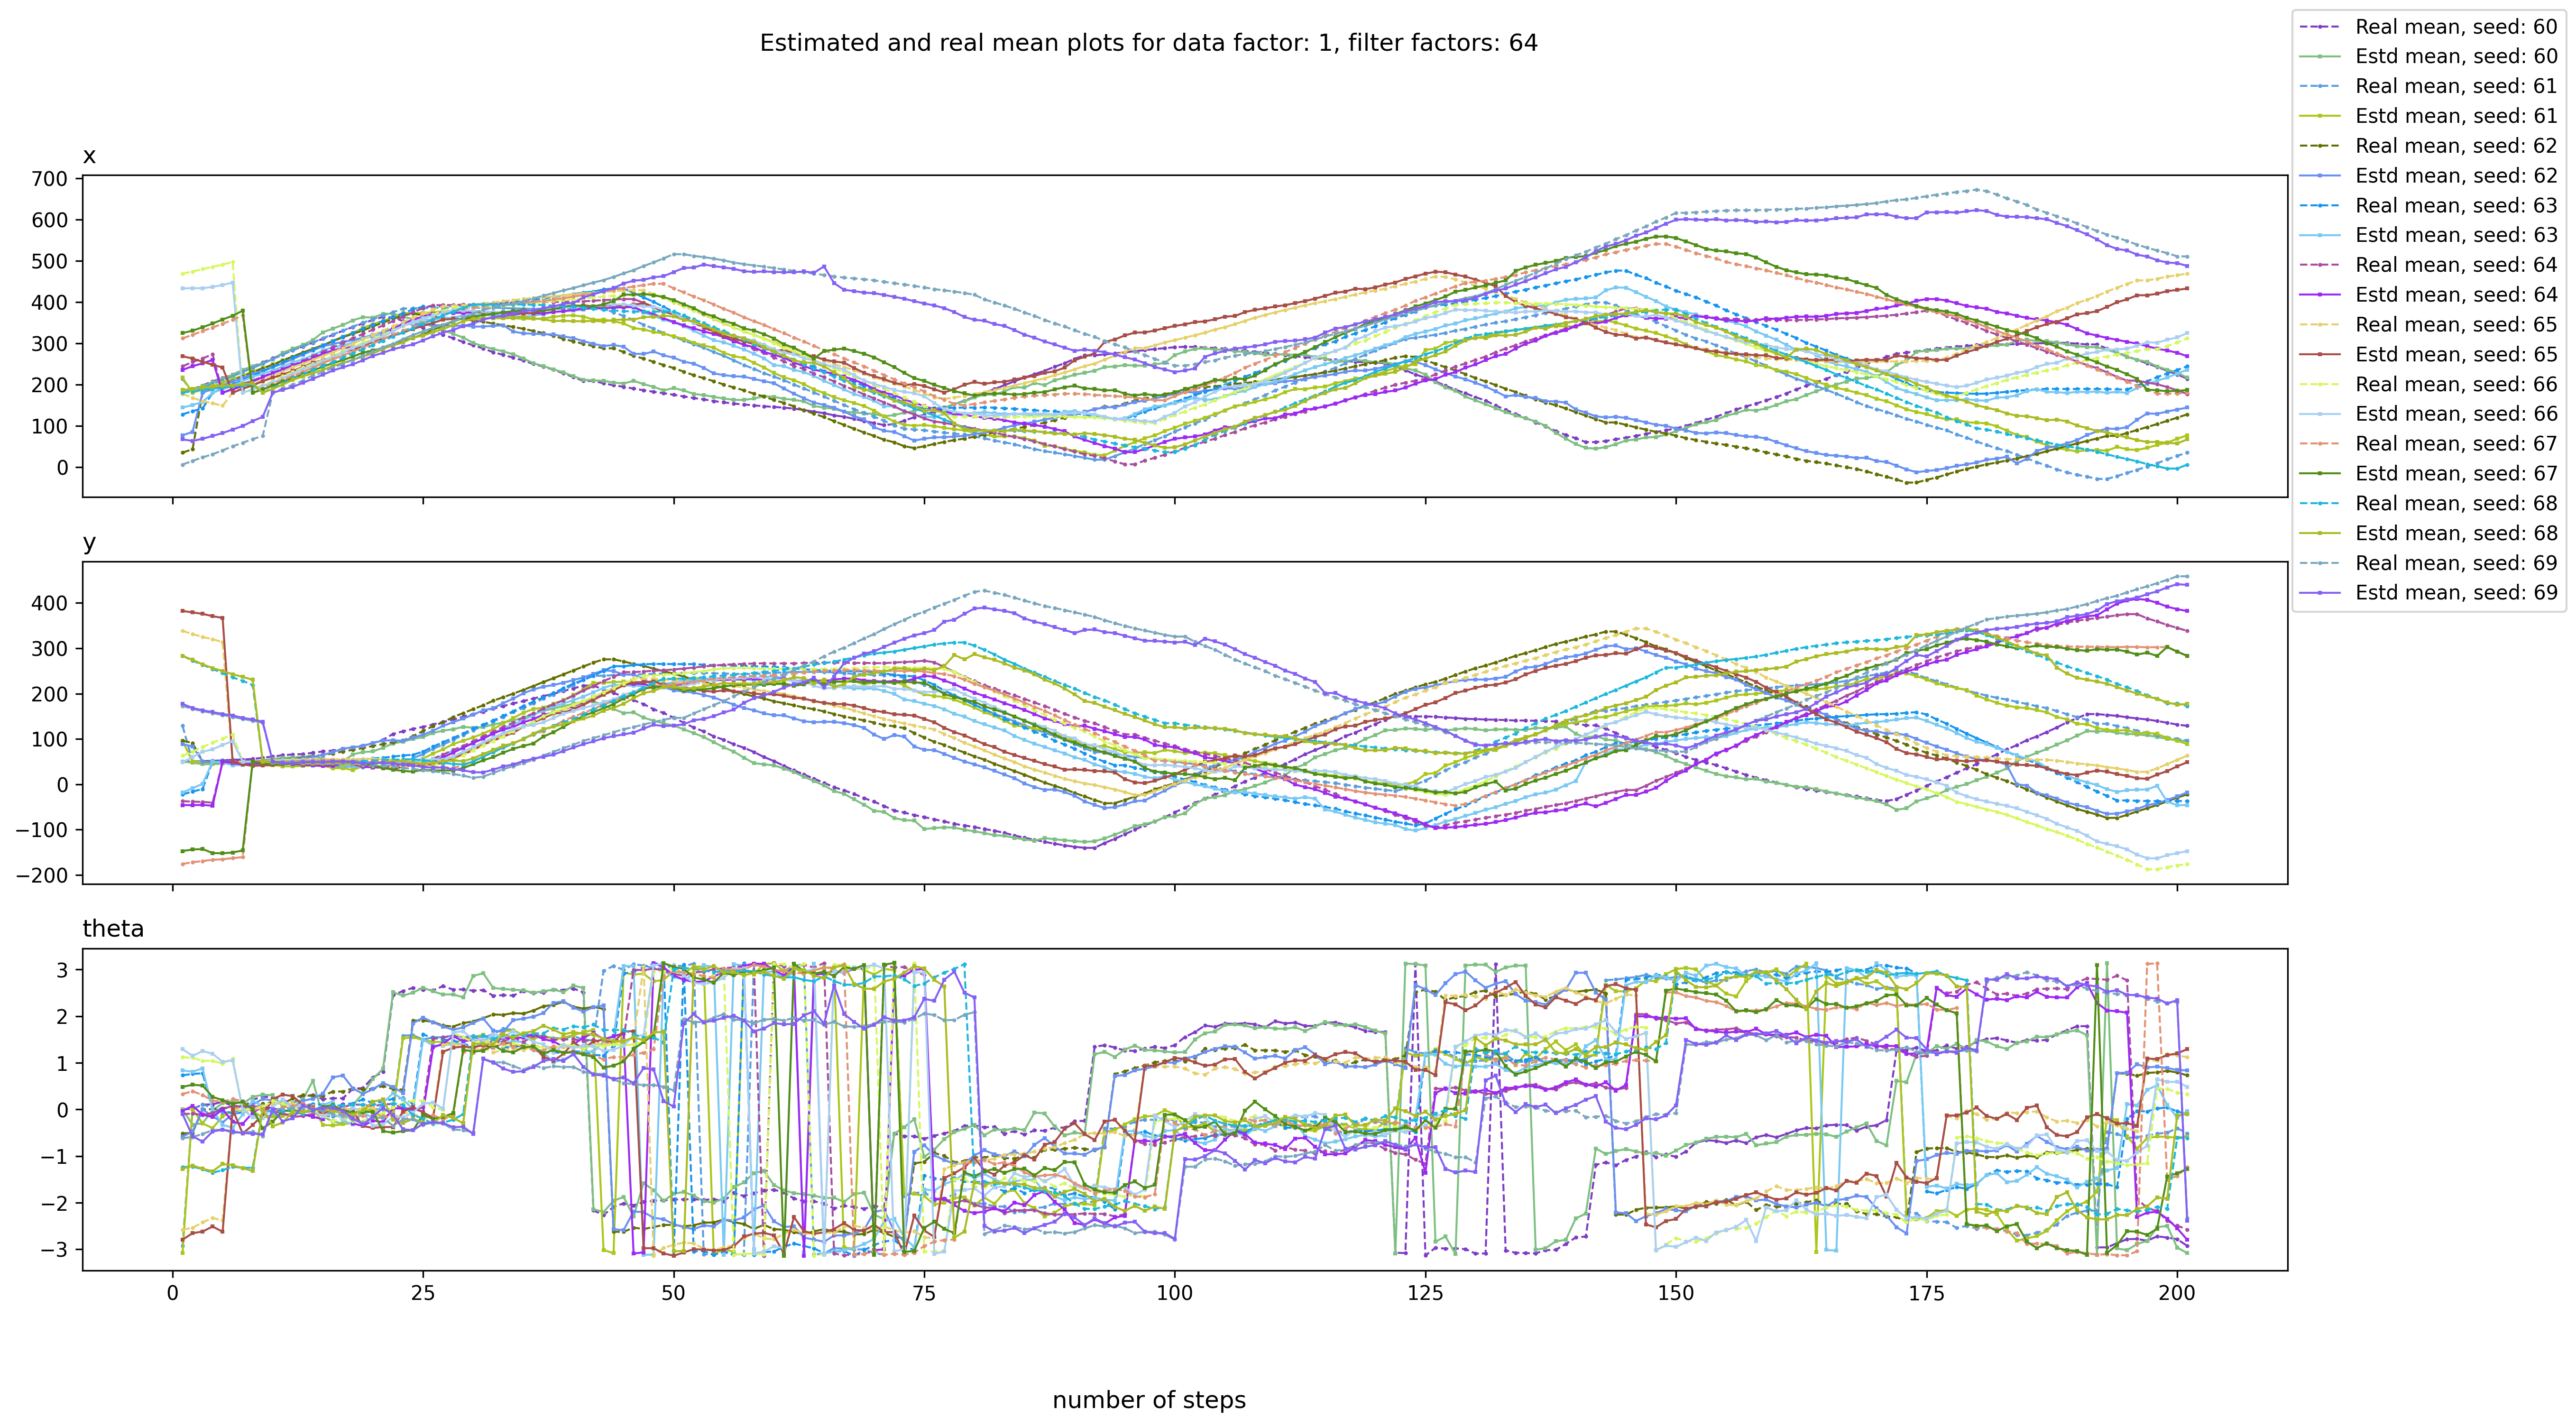 Estimated and real mean plots for data factor: 1, filter factors: 64
Real mean, seed: 60
Estd mean, seed: 60
Real mean, seed: 61
Estd mean, seed: 61
Real mean, seed: 62
Estd mean, seed: 62
Real mean, seed: 63
Estd mean, seed: 63
Real mean, seed: 64
Estd mean, seed: 64
Real mean, seed: 65
Estd mean, seed: 65
Real mean, seed: 66
Estd mean, seed: 66
Real mean, seed: 67
Estd mean, seed: 67
Real mean, seed: 68
Estd mean, seed: 68
Real mean, seed: 69
Estd mean, seed: 69
x
700
600
500
400
300
200
100
0
y
400
300
200
100
0
−100
−200
theta
3
2
1
0
−1
−2
−3
0 25 50 75 100 125 150 175 200
number of steps